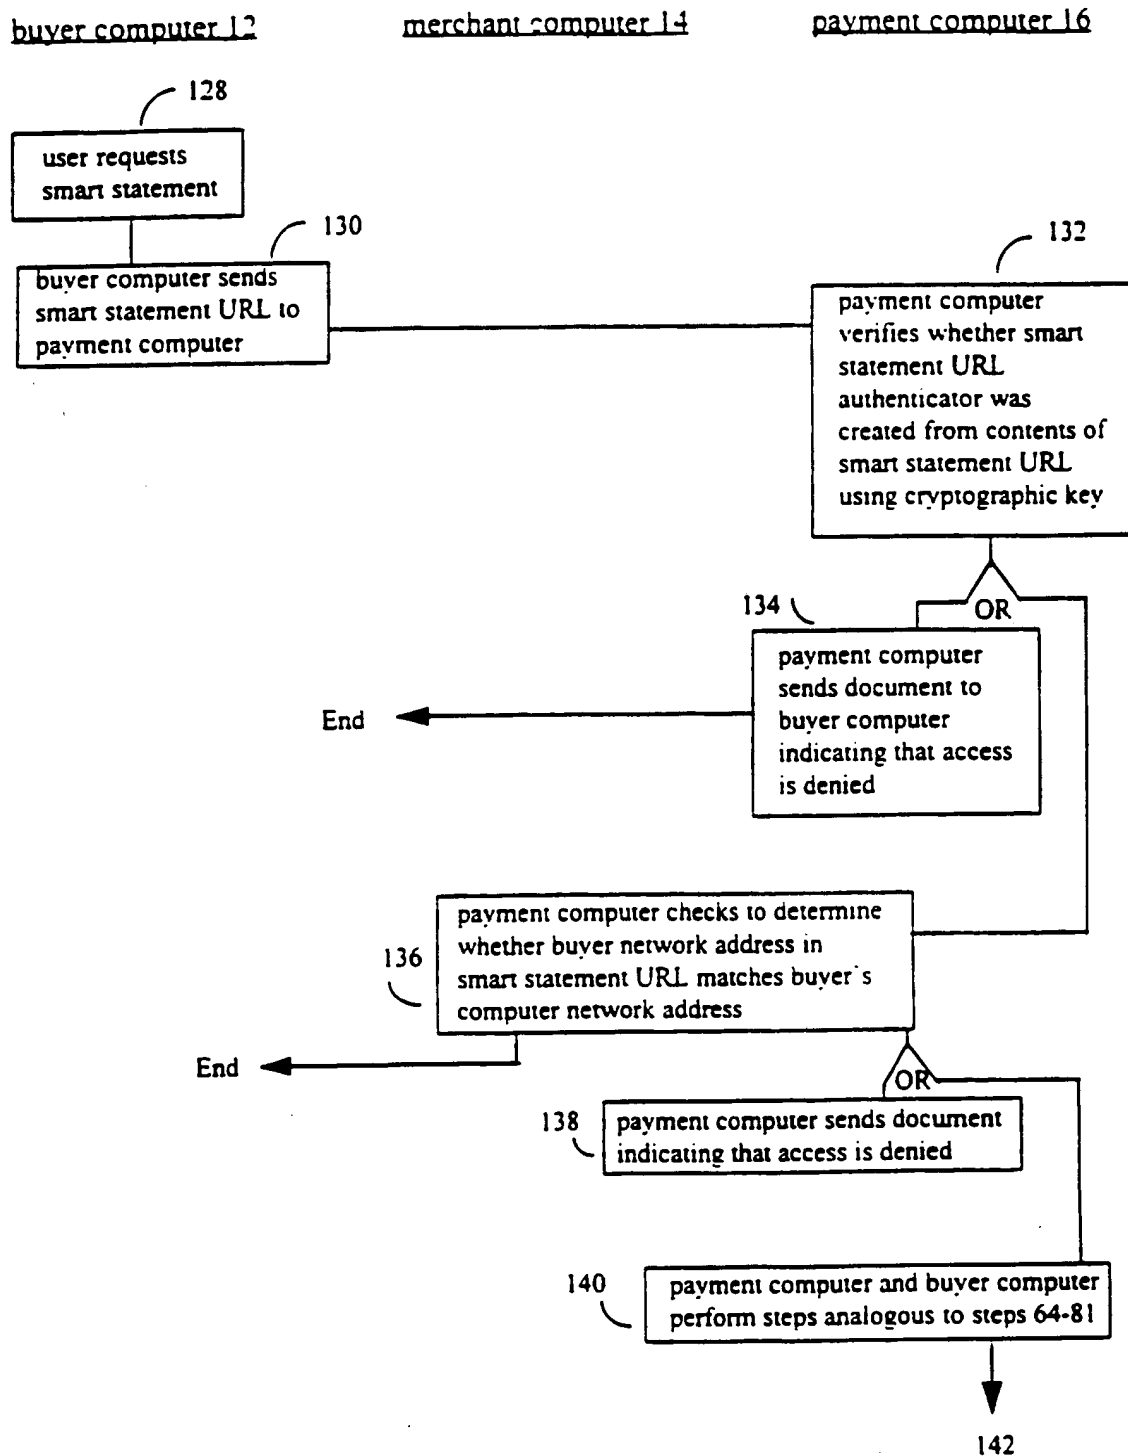 buyer computer 12
merchant computer 14
payment computer 16
128
user requests
smart statement
130
buyer computer sends
smart statement URL to
payment computer
132
payment computer
verifies whether smart
statement URL
authenticator was
created from contents of
smart statement URL
using cryptographic key
OR
134
payment computer
sends document to
buyer computer
indicating that access
is denied
End
136
payment computer checks to determine
whether buyer network address in
smart statement URL matches buyer's
computer network address
End
OR
138
payment computer sends document
indicating that access is denied
140
payment computer and buyer computer
perform steps analogous to steps 64-81
142